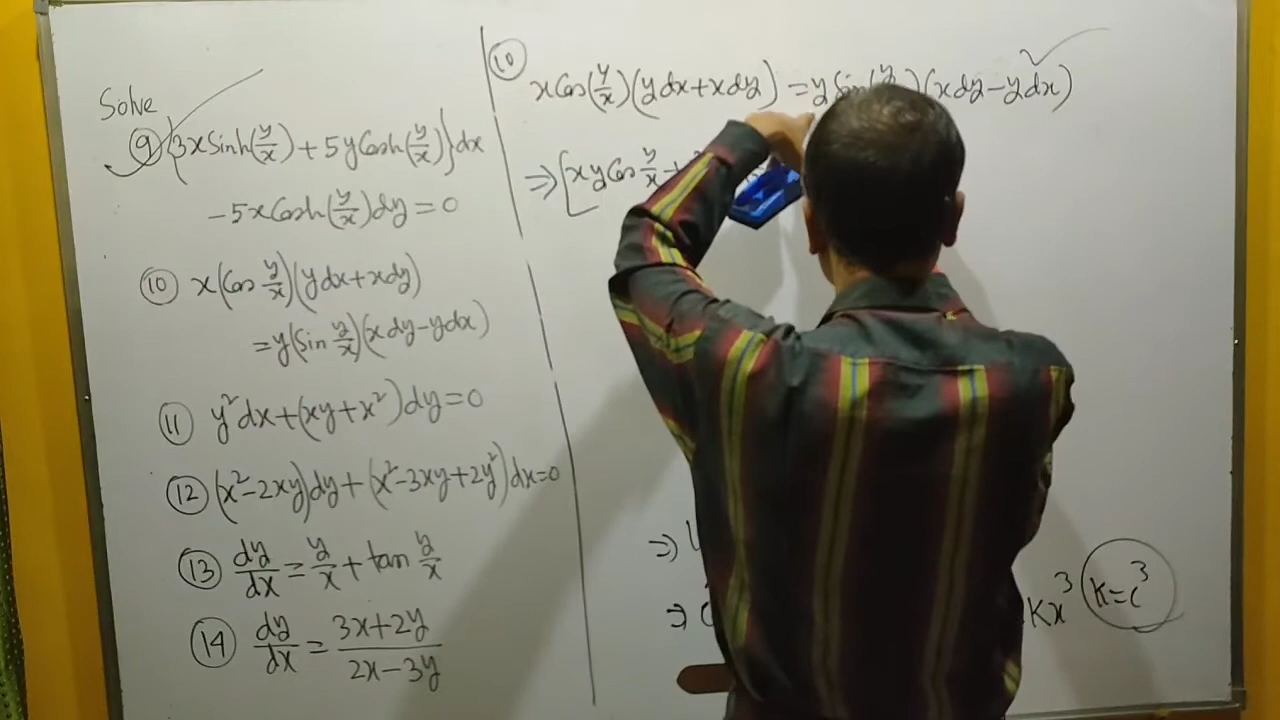 Solve
⑨ {3x Sinh(y/x) + 5y Cosh(y/x)}dx
- 5x Cosh(y/x)dy = 0
⑩ x(Cos y/x)(ydx + xdy)
= y(Sin y/x)(xdy - ydx)
⑪ y²dx + (xy + x²)dy = 0
⑫ (x² - 2xy)dy + (x² - 3xy + 2y²)dx = 0
⑬ dy/dx = y/x + tan y/x
⑭ dy/dx = (3x + 2y)/(2x - 3y)
⑩ x Cos(y/x)(ydx + xdy) = y Sin(y/x)(xdy - ydx)
⇒ [xy Cos y/x +
⇒
⇒ Kx³ K = c³